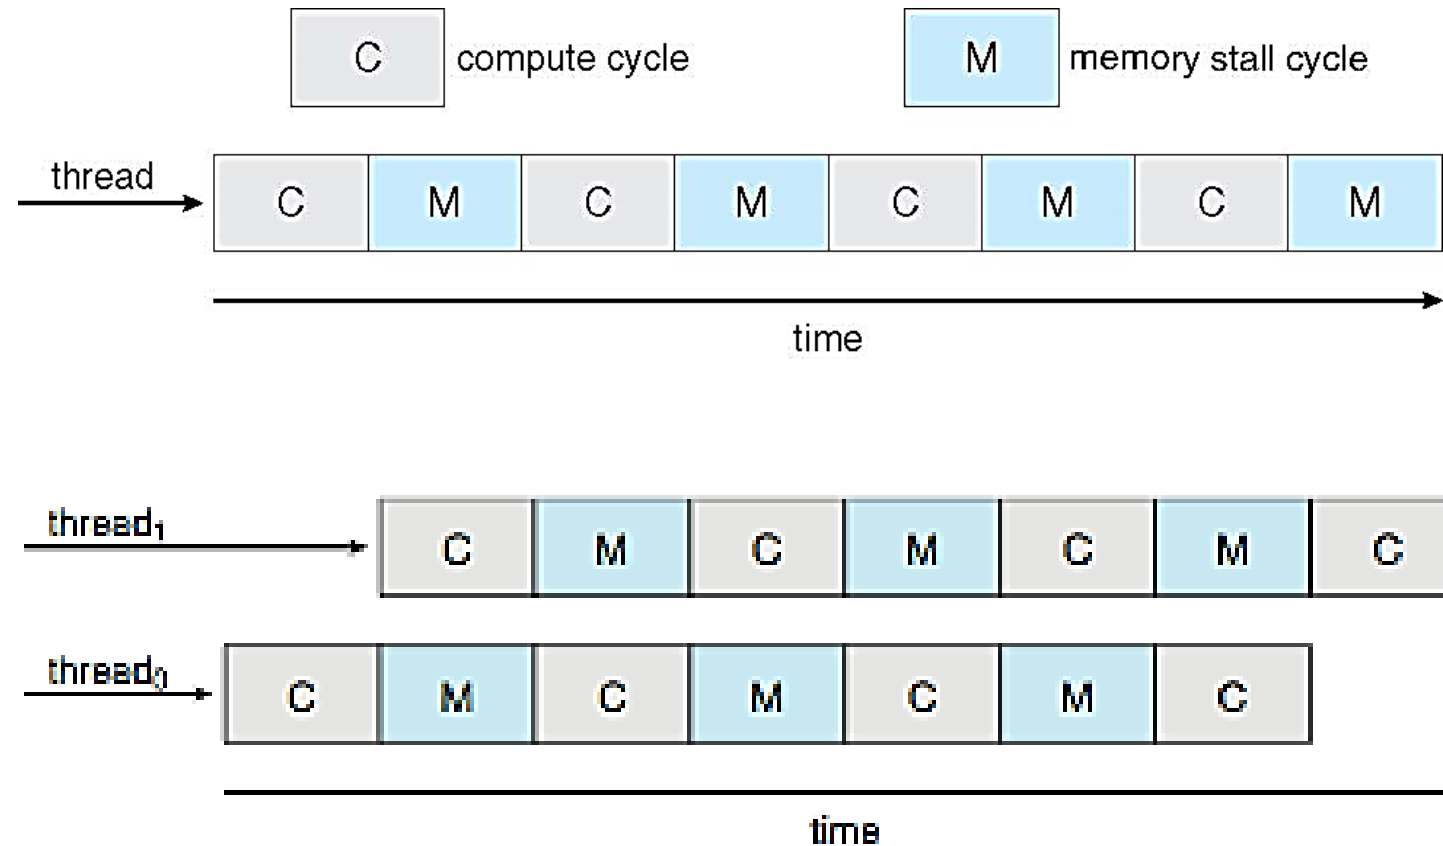 C compute cycle M memory stall cycle
thread
C M C M C M C M
time
thread1
C M C M C M C
thread0
C M C M C M C
time